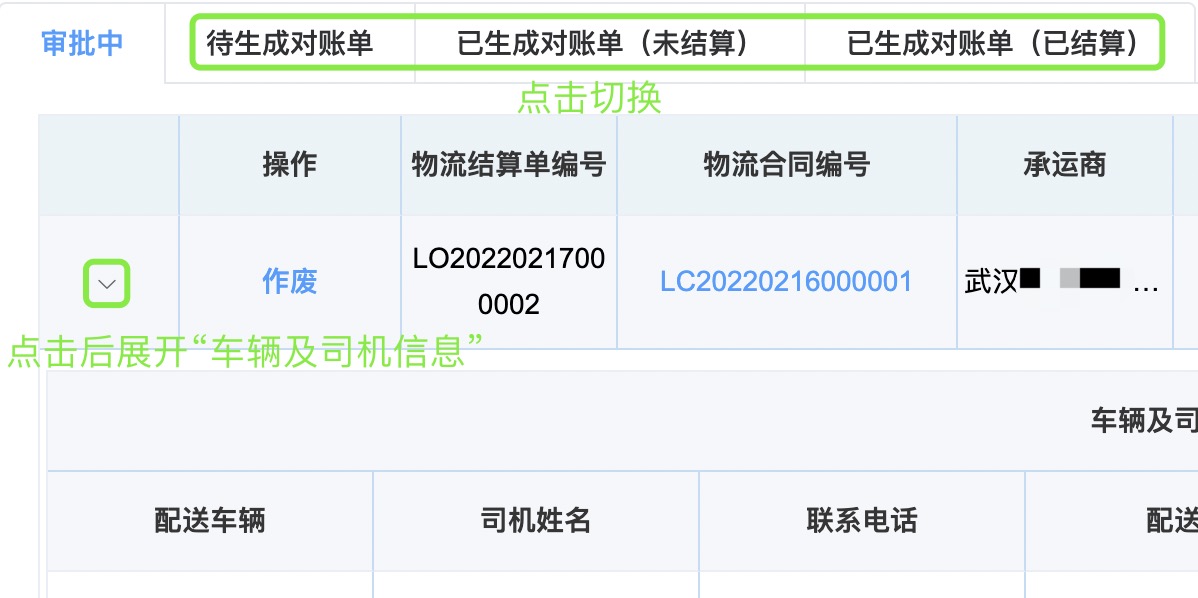 审批中 待生成对账单 已生成对账单（未结算） 已生成对账单（已结算）
点击切换
操作 物流结算单编号 物流合同编号 承运商
作废 LO2022021700 0002 LC20220216000001 武汉 ...
点击后展开“车辆及司机信息”
车辆及司
配送车辆 司机姓名 联系电话 配送